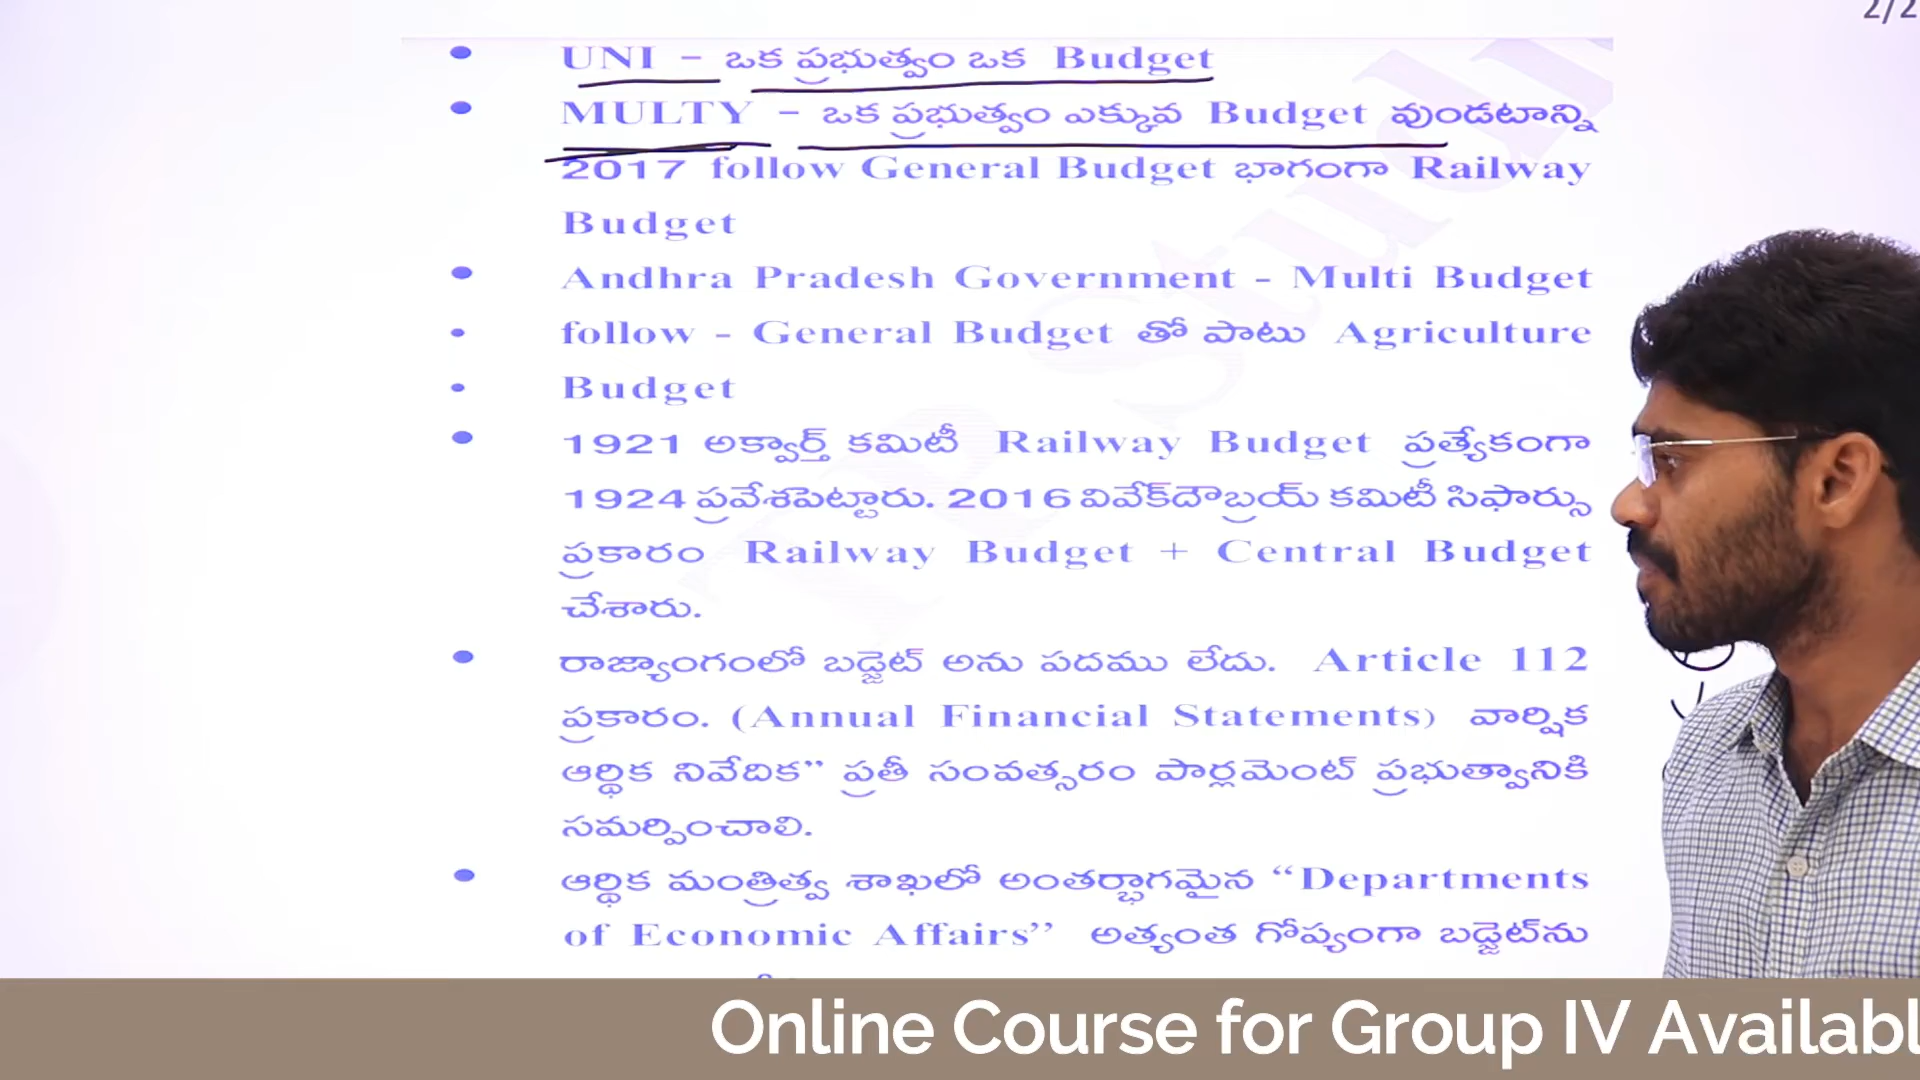 2/2
UNI – ఒక ప్రభుత్వం ఒక Budget
MULTY – ఒక ప్రభుత్వం ఎక్కువ Budget వుండటాన్ని
2017 follow General Budget భాగంగా Railway
Budget
Andhra Pradesh Government - Multi Budget
follow - General Budget తో పాటు Agriculture
Budget
1921 అక్వార్త్ కమిటీ Railway Budget ప్రత్యేకంగా
1924 ప్రవేశపెట్టారు. 2016 వివేక్‌దౌబ్రయ్ కమిటీ సిఫార్సు
ప్రకారం Railway Budget + Central Budget
చేశారు.
రాజ్యాంగంలో బడ్జెట్ అను పదము లేదు. Article 112
ప్రకారం. (Annual Financial Statements) వార్షిక
ఆర్థిక నివేదిక” ప్రతీ సంవత్సరం పార్లమెంట్ ప్రభుత్వానికి
సమర్పించాలి.
ఆర్థిక మంత్రిత్వ శాఖలో అంతర్భాగమైన “Departments
of Economic Affairs” అత్యంత గోప్యంగా బడ్జెట్‌ను
Online Course for Group IV Availabl